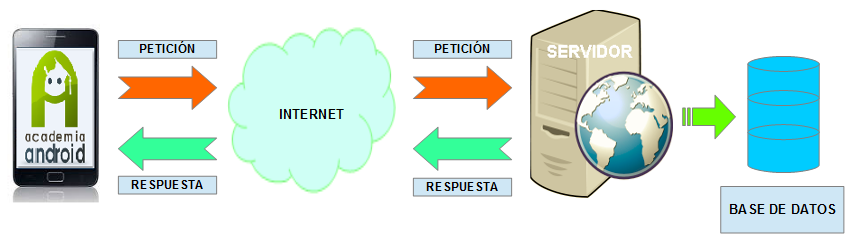 academia
android
PETICIÓN
RESPUESTA
INTERNET
PETICIÓN
RESPUESTA
SERVIDOR
BASE DE DATOS